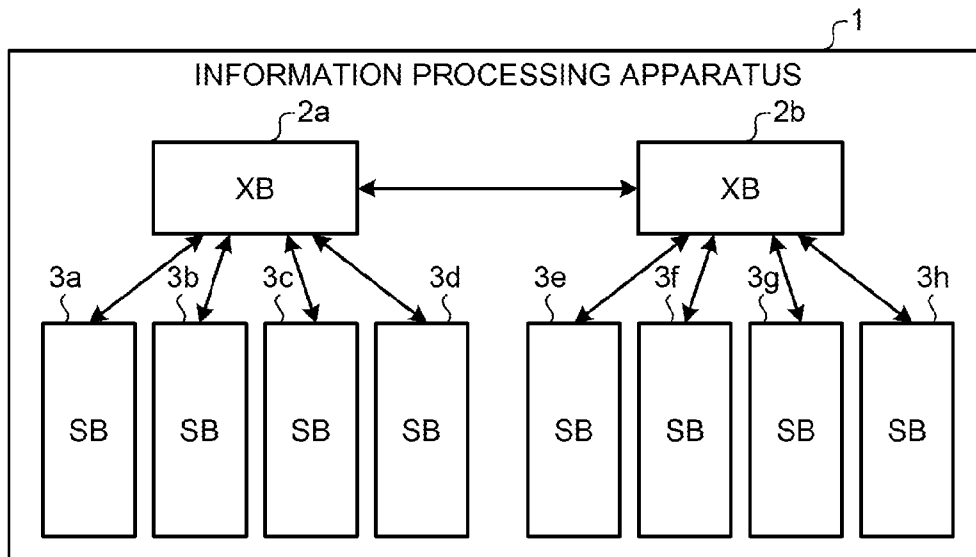 1
INFORMATION PROCESSING APPARATUS
2a 2b
XB XB
3a 3b 3c 3d 3e 3f 3g 3h
SB SB SB SB SB SB SB SB